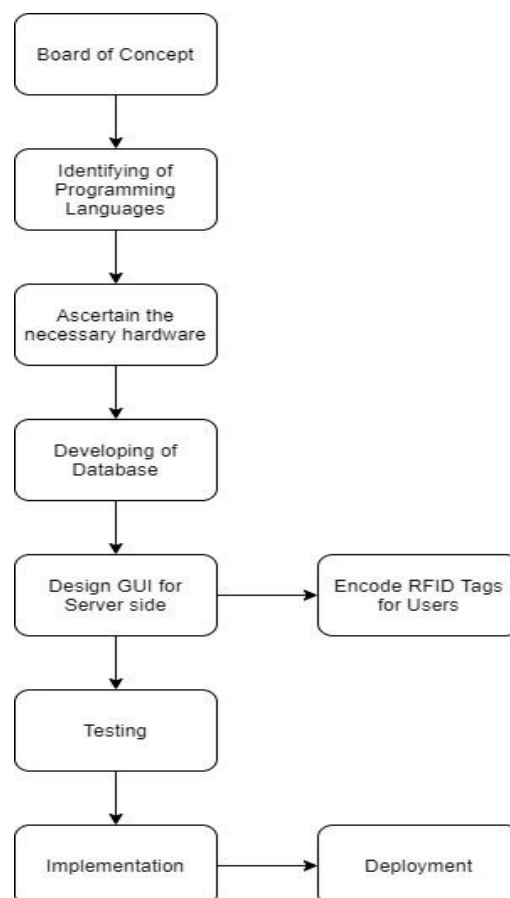 Board of Concept
Identifying of
Programming
Languages
Ascertain the
necessary hardware
Developing of
Database
Design GUI for
Server side
Encode RFID Tags
for Users
Testing
Implementation
Deployment